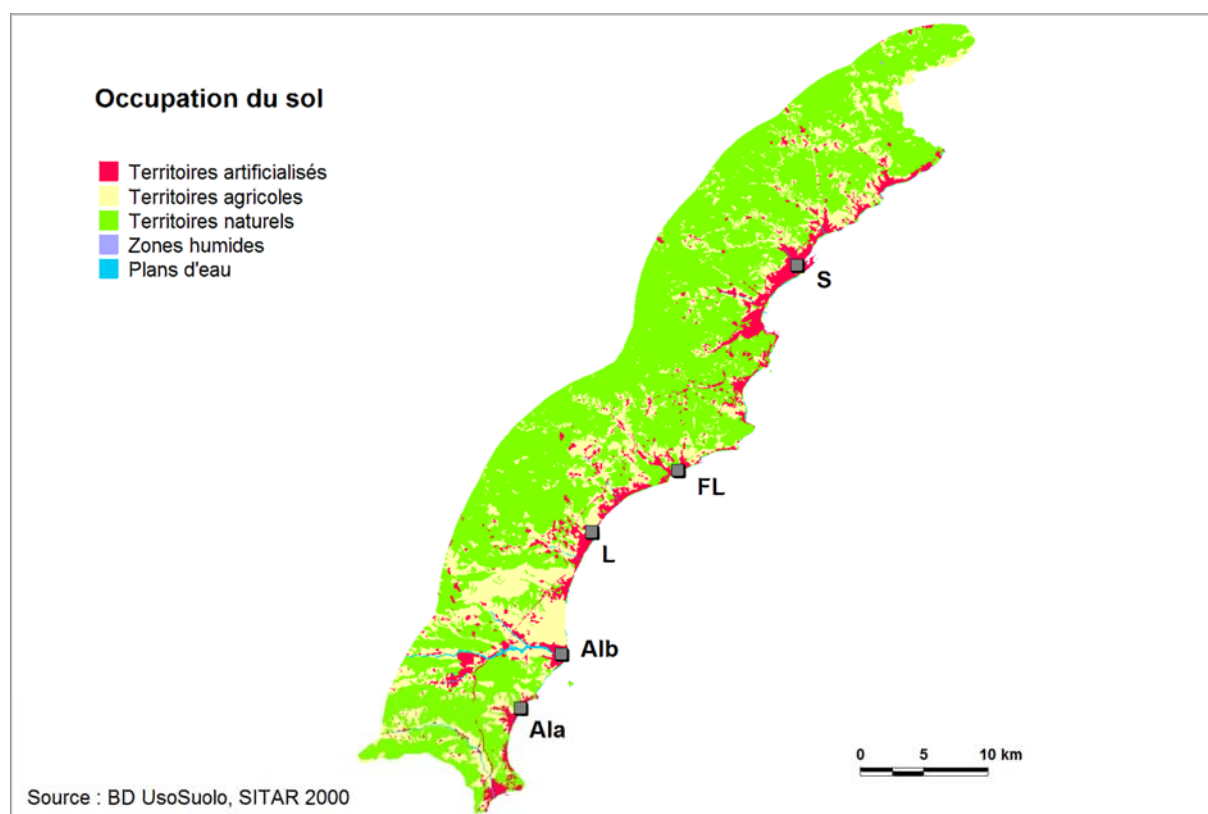 Occupation du sol
Territoires artificialisés
Territoires agricoles
Territoires naturels
Zones humides
Plans d'eau
S
FL
L
Alb
Ala
0 5 10 km
Source : BD UsoSuolo, SITAR 2000